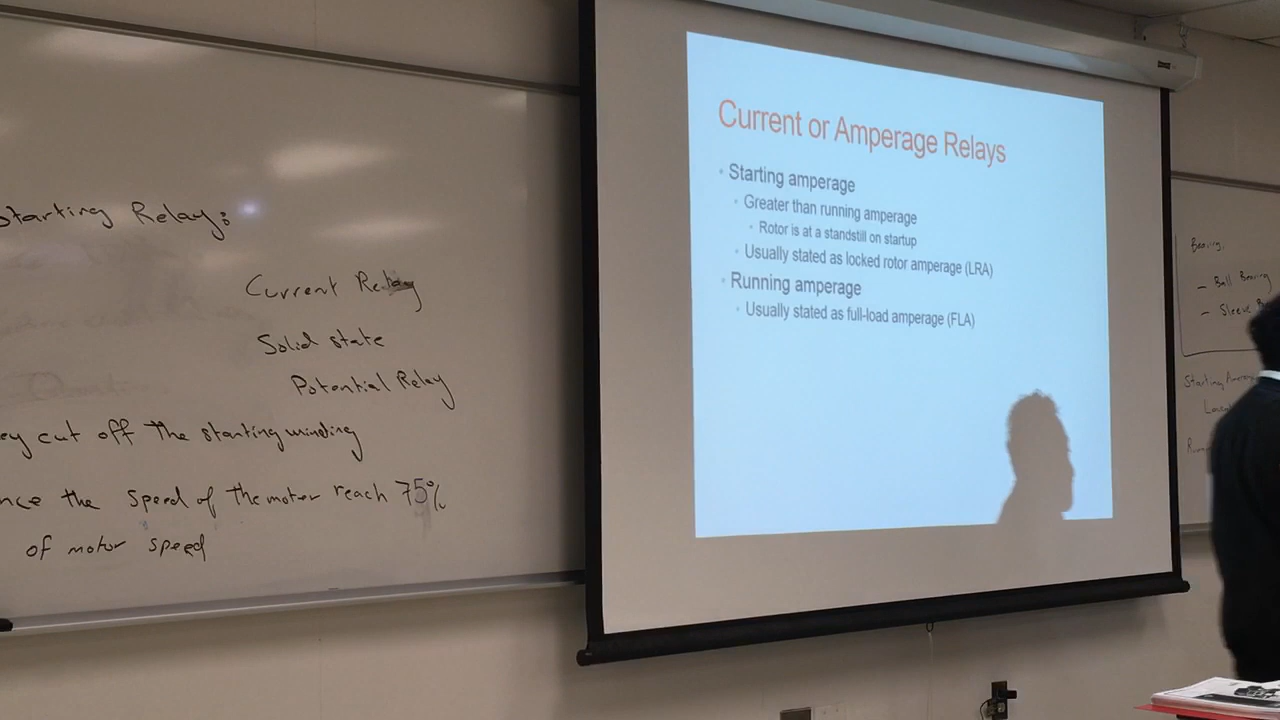 Starting Relay:
Current Relay
Solid state
Potential Relay
cut off the starting winding
the speed of the motor reach 75%
of motor speed
Current or Amperage Relays
• Starting amperage
• Greater than running amperage
• Rotor is at a standstill on startup
• Usually stated as locked rotor amperage (LRA)
• Running amperage
• Usually stated as full-load amperage (FLA)
Bearing:
- Ball Bearing
- Sleeve
Starting